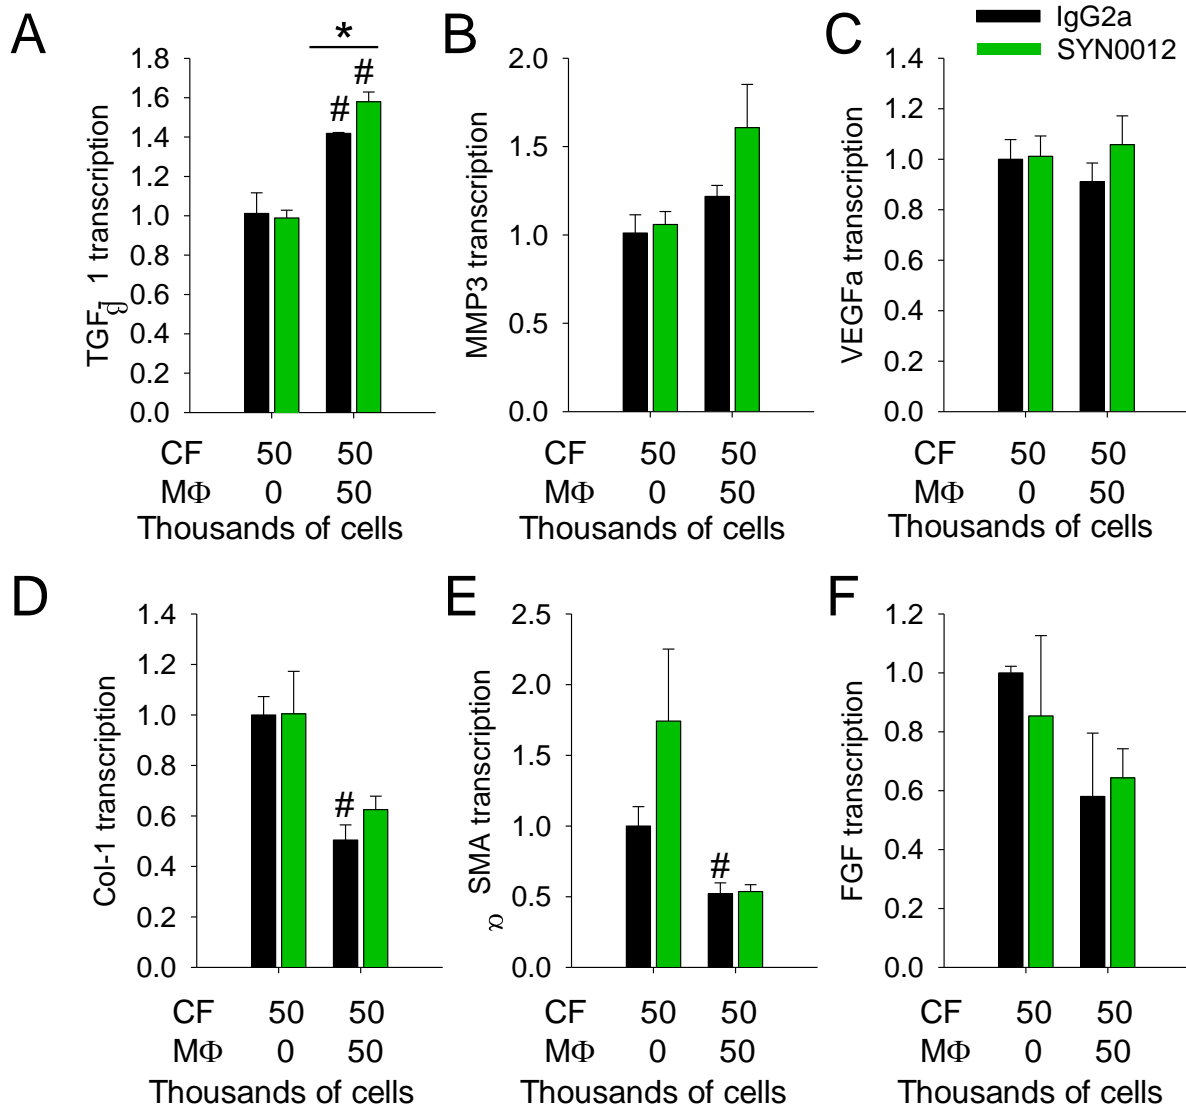 IgG2a
SYN0012
A
*
#
#
1.8
1.6
1.4
1.2
1.0
0.8
0.6
0.4
0.2
0.0
TGF-β1 transcription
CF 50 50
MΦ 0 50
Thousands of cells
B
2.0
1.5
1.0
0.5
0.0
MMP3 transcription
CF 50 50
MΦ 0 50
Thousands of cells
C
1.4
1.2
1.0
0.8
0.6
0.4
0.2
0.0
VEGFa transcription
CF 50 50
MΦ 0 50
Thousands of cells
D
1.4
1.2
1.0
0.8
0.6
0.4
0.2
0.0
Col-1 transcription
#
CF 50 50
MΦ 0 50
Thousands of cells
E
2.5
2.0
1.5
1.0
0.5
0.0
α SMA transcription
#
CF 50 50
MΦ 0 50
Thousands of cells
F
1.2
1.0
0.8
0.6
0.4
0.2
0.0
FGF transcription
CF 50 50
MΦ 0 50
Thousands of cells